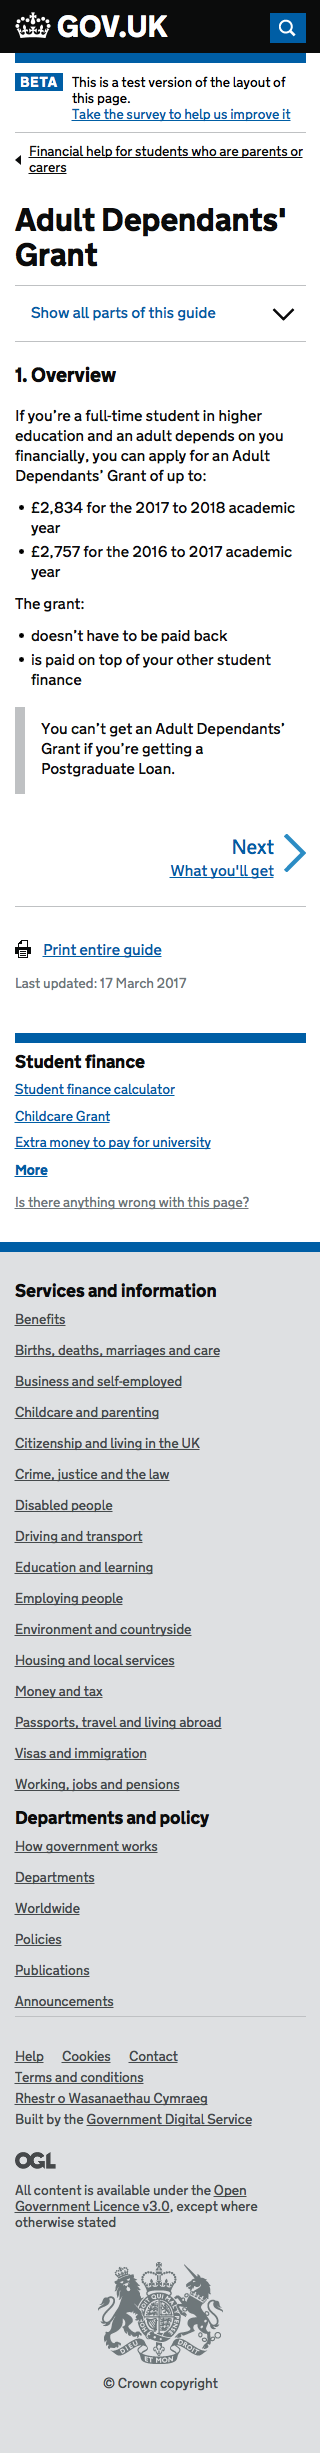 GOV.UK
BETA This is a test version of the layout of
this page.
Take the survey to help us improve it
Financial help for students who are parents or
carers
Adult Dependants'
Grant
Show all parts of this guide
1. Overview
If you’re a full-time student in higher
education and an adult depends on you
financially, you can apply for an Adult
Dependants’ Grant of up to:
• £2,834 for the 2017 to 2018 academic
year
• £2,757 for the 2016 to 2017 academic
year
The grant:
• doesn’t have to be paid back
• is paid on top of your other student
finance
You can’t get an Adult Dependants’
Grant if you’re getting a
Postgraduate Loan.
Next
What you'll get
Print entire guide
Last updated: 17 March 2017
Student finance
Student finance calculator
Childcare Grant
Extra money to pay for university
More
Is there anything wrong with this page?
Services and information
Benefits
Births, deaths, marriages and care
Business and self-employed
Childcare and parenting
Citizenship and living in the UK
Crime, justice and the law
Disabled people
Driving and transport
Education and learning
Employing people
Environment and countryside
Housing and local services
Money and tax
Passports, travel and living abroad
Visas and immigration
Working, jobs and pensions
Departments and policy
How government works
Departments
Worldwide
Policies
Publications
Announcements
Help Cookies Contact
Terms and conditions
Rhestr o Wasanaethau Cymraeg
Built by the Government Digital Service
OGL
All content is available under the Open
Government Licence v3.0, except where
otherwise stated
DIEU ET MON DROIT
© Crown copyright